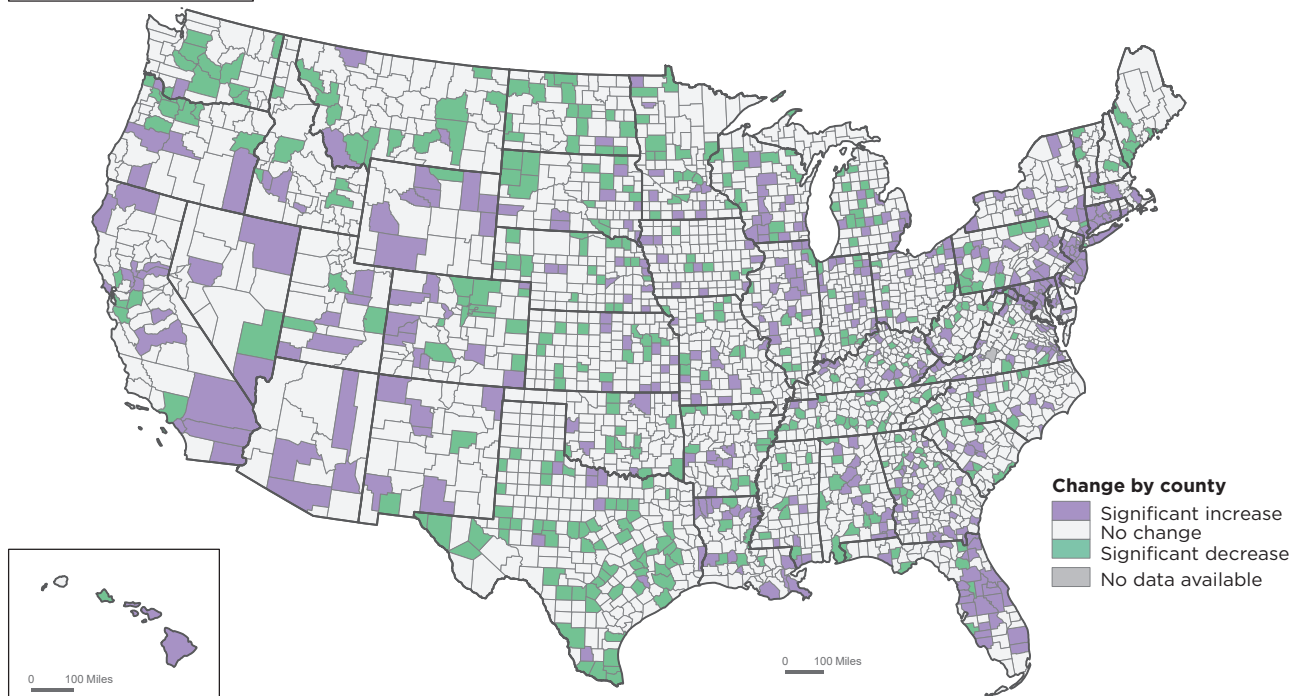 Change by county
Significant increase
No change
Significant decrease
No data available
0 100 Miles
0 100 Miles